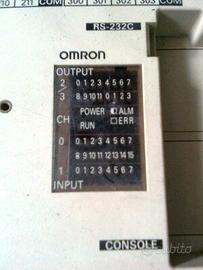 210 211 COM 300 301 302 303 COM
RS-232C
OMRON
OUTPUT
2 0 1 2 3 4 5 6 7
3 8 9 10 11 0 1 2 3
POWER ALM
CH RUN ERR
0 0 1 2 3 4 5 6 7
8 9 10 11 12 13 14 15
1 0 1 2 3 4 5 6 7
INPUT
CONSOLE
subito